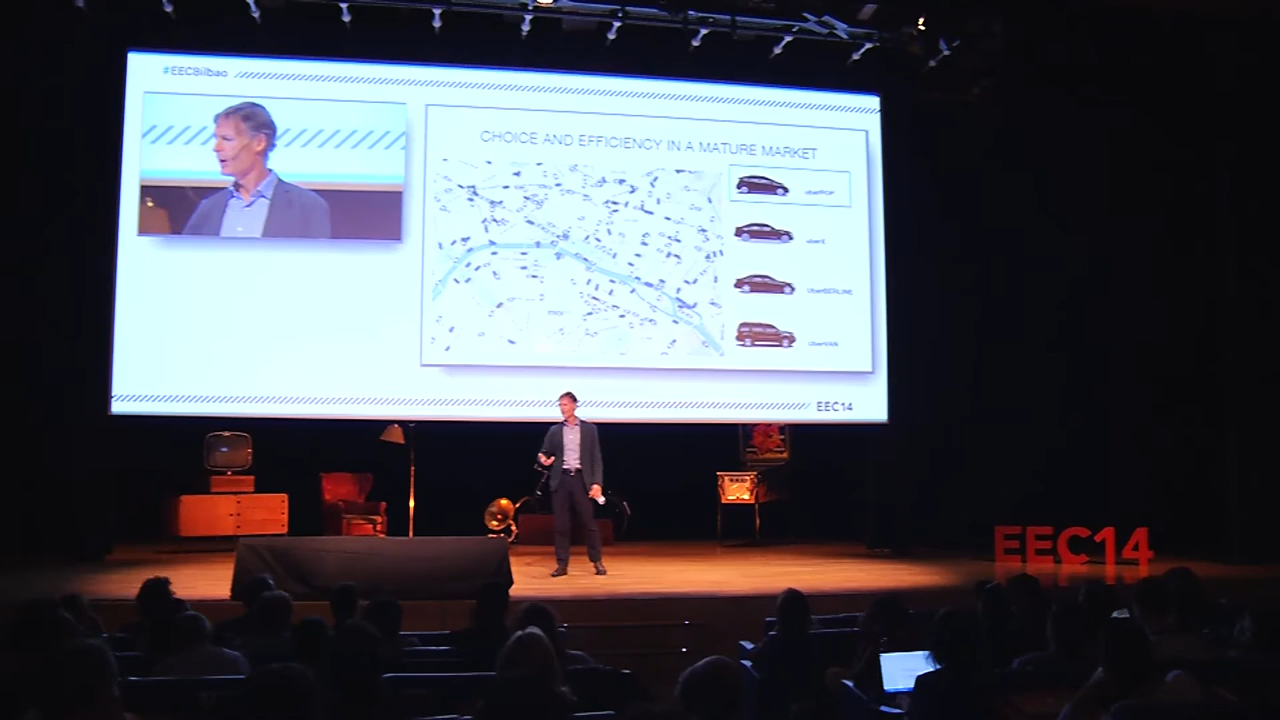 #EECBilbao
CHOICE AND EFFICIENCY IN A MATURE MARKET
uberPOP
uberX
UberBERLINE
UberVAN
EEC14
EEC14